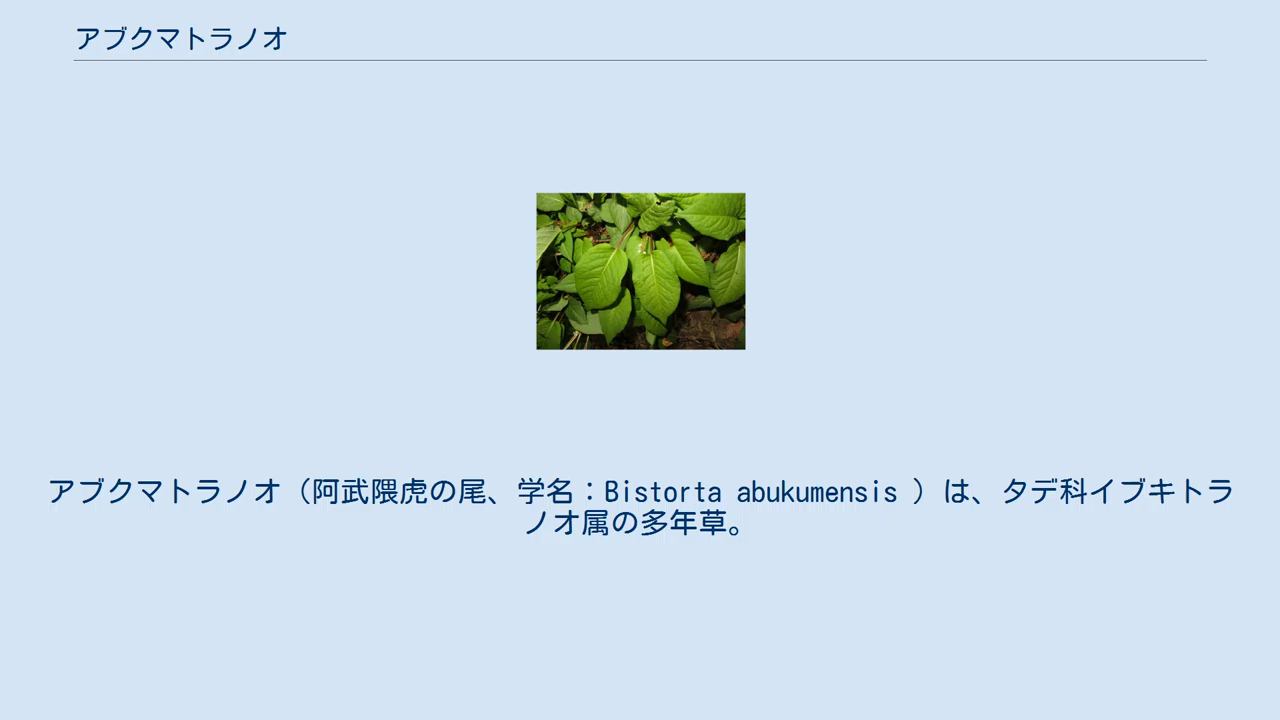 アブクマトラノオ
アブクマトラノオ（阿武隈虎の尾、学名：Bistorta abukumensis ）は、タデ科イブキトラ
ノオ属の多年草。